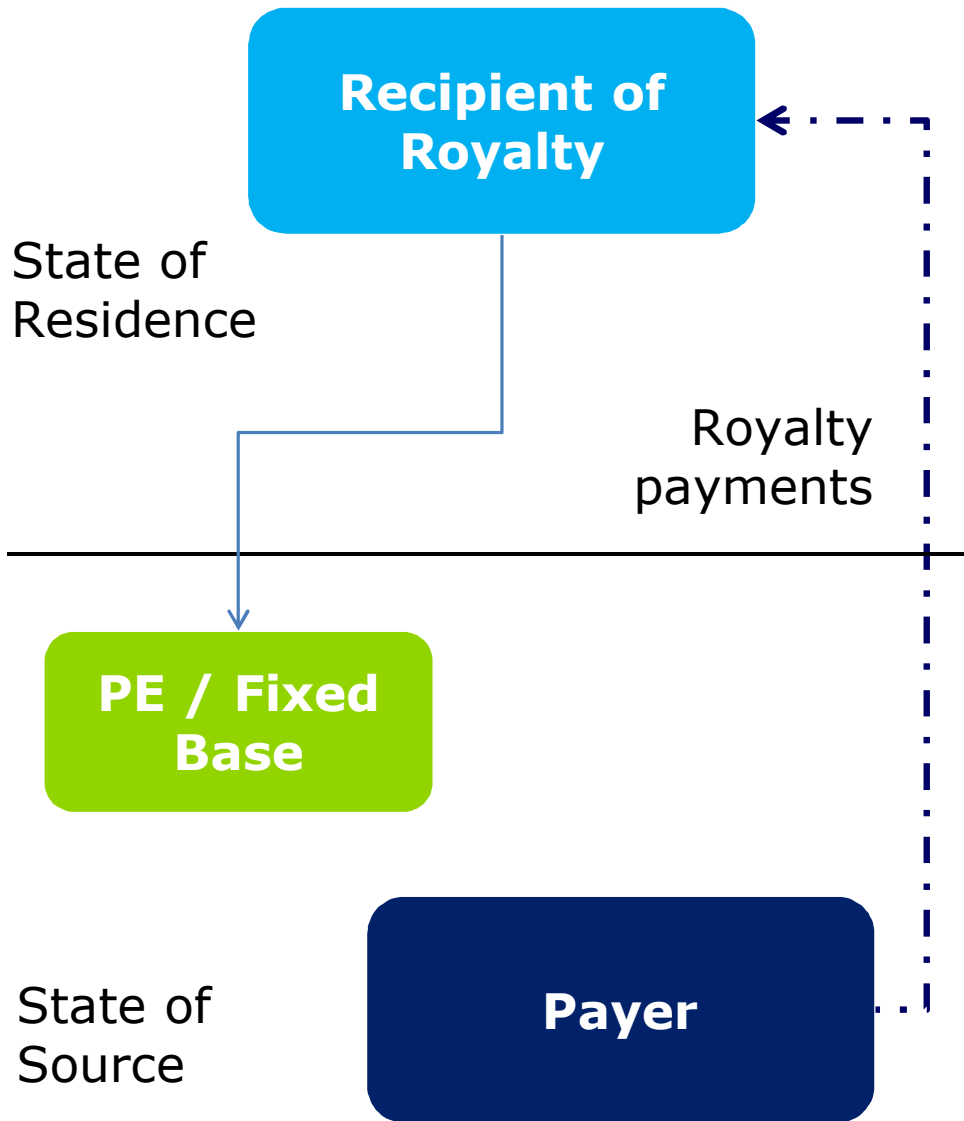 Recipient of
Royalty
State of
Residence
Royalty
payments
PE / Fixed
Base
State of
Source
Payer